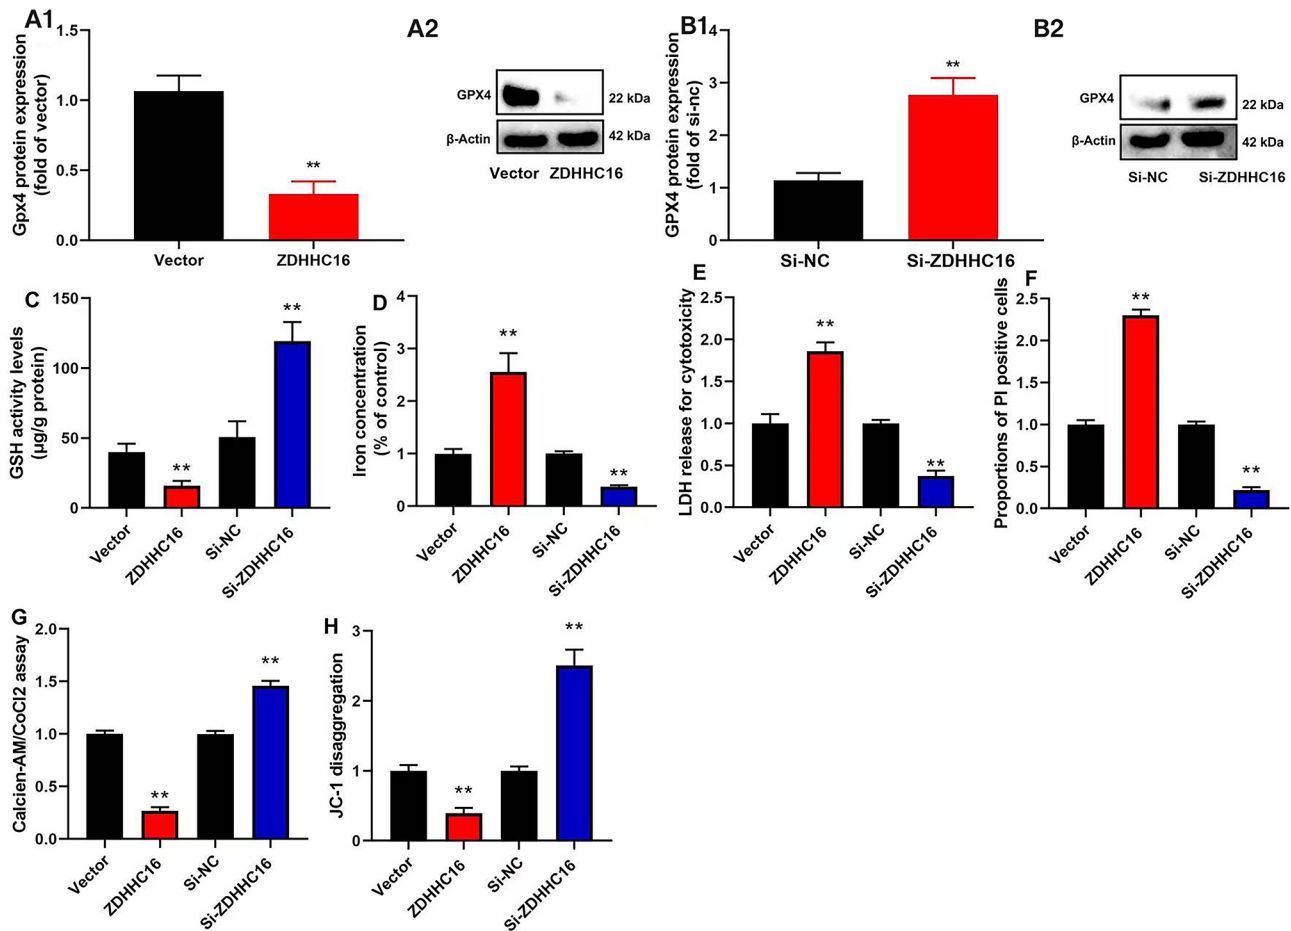 A1
Gpx4 protein expression
(fold of vector)
1.5
1.0
0.5
0.0
**
Vector
ZDHHC16
A2
GPX4
22 kDa
β-Actin
42 kDa
Vector
ZDHHC16
B1
GPX4 protein expression
(fold of si-nc)
4
3
2
1
0
**
Si-NC
Si-ZDHHC16
B2
GPX4
22 kDa
β-Actin
42 kDa
Si-NC
Si-ZDHHC16
C
GSH activity levels
(μg/g protein)
150
100
50
0
**
**
Vector
ZDHHC16
Si-NC
Si-ZDHHC16
D
Iron concentration
(% of control)
4
3
2
1
0
**
**
Vector
ZDHHC16
Si-NC
Si-ZDHHC16
E
LDH release for cytotoxicity
2.5
2.0
1.5
1.0
0.5
0.0
**
**
Vector
ZDHHC16
Si-NC
Si-ZDHHC16
F
Proportions of PI positive cells
2.5
2.0
1.5
1.0
0.5
0.0
**
**
Vector
ZDHHC16
Si-NC
Si-ZDHHC16
G
Calcien-AM/CoCl2 assay
2.0
1.5
1.0
0.5
0.0
**
**
Vector
ZDHHC16
Si-NC
Si-ZDHHC16
H
JC-1 disaggregation
3
2
1
0
**
**
Vector
ZDHHC16
Si-NC
Si-ZDHHC16